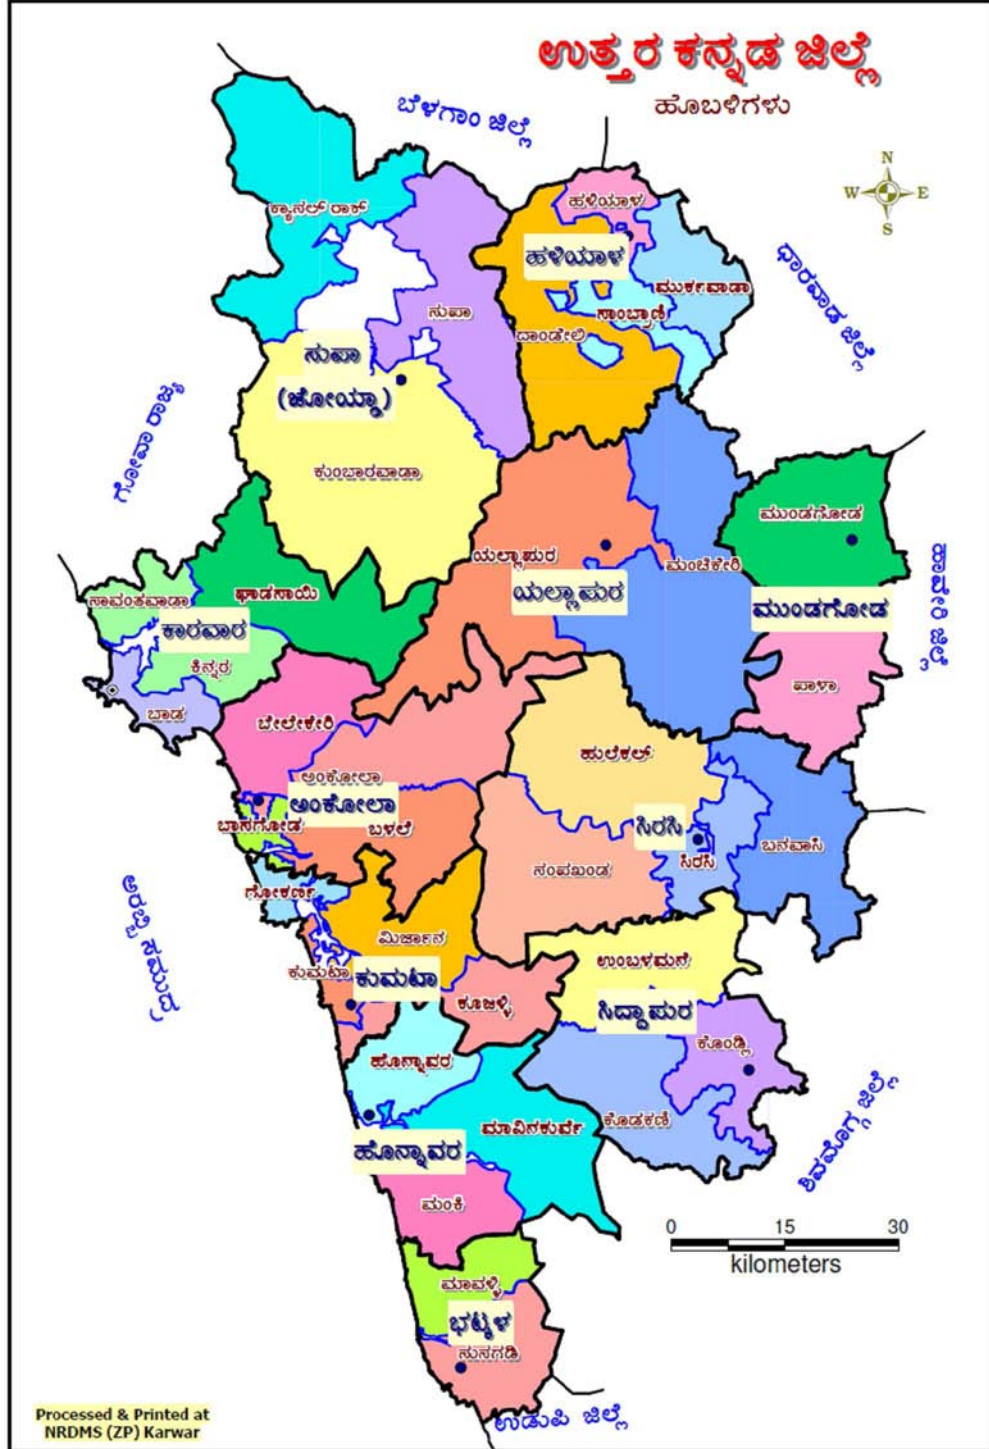 ಉತ್ತರ ಕನ್ನಡ ಜಿಲ್ಲೆ
ಹೊಬಳಿಗಳು
ಬೆಳಗಾಂ ಜಿಲ್ಲೆ
N
W E
S
ಕ್ಯಾಸಲ್ ರಾಕ್
ಹಳಿಯಾಳ
ಹಳಿಯಾಳ
ಮುರ್ಕವಾಡಾ
ಸಾಂಬ್ರಾಣಿ
ಧಾರವಾಡ ಜಿಲ್ಲೆ
ಸುಪಾ
ದಾಂಡೇಲಿ
ಸುಪಾ
(ಜೋಯ್ಡಾ)
ಗೋವಾ ರಾಜ್ಯ
ಕುಂಬಾರವಾಡಾ
ಮುಂಡಗೋಡ
ಯಲ್ಲಾಪುರ
ಮಂಚಿಕೇರಿ
ಯಲ್ಲಾಪುರ
ಮುಂಡಗೋಡ
ಹಾವೇರಿ ಜಿಲ್ಲೆ
ಘಾಡಸಾಯಿ
ಸಾವಂತವಾಡಾ
ಕಾರವಾರ
ಕಿನ್ನರ
ಬಾಡ
ಪಾಳಾ
ಬೇಲೇಕೇರಿ
ಹುಲೆಕಲ್
ಅಂಕೋಲಾ
ಅಂಕೋಲಾ
ಬಾಸಗೋಡ
ಬಳಲೆ
ಸಿರಸಿ
ಸಿರಸಿ
ಬನವಾಸಿ
ಸಂಪಖಂಡ
ಗೋಕರ್ಣ
ಅರಬ್ಬಿ ಸಮುದ್ರ
ಮಿರ್ಜಾನ
ಕುಮಟಾ
ಕುಮಟಾ
ಉಂಬಳಮನೆ
ಕೂಜಳ್ಳಿ
ಸಿದ್ದಾಪುರ
ಕೊಂಡ್ಲಿ
ಹೊನ್ನಾವರ
ಕೊಡಕಣಿ
ಮಾವಿನಕುರ್ವೆ
ಹೊನ್ನಾವರ
ಶಿವಮೊಗ್ಗ ಜಿಲ್ಲೆ
ಮಂಕಿ
0 15 30
kilometers
ಮಾವಳ್ಳಿ
ಭಟ್ಕಳ
ಸುಸಗಡಿ
ಉಡುಪಿ ಜಿಲ್ಲೆ
Processed & Printed at
NRDMS (ZP) Karwar